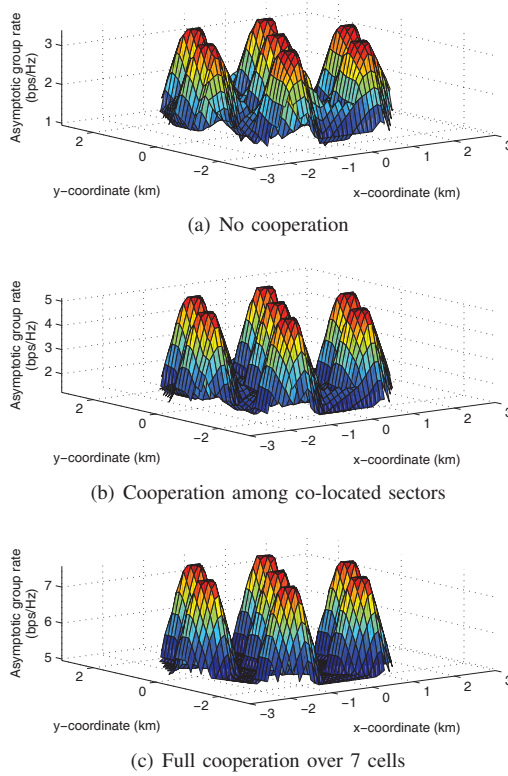 Asymptotic group rate
(bps/Hz)
3
2
1
2
0
−2
−3
−2
−1
0
1
2
3
y−coordinate (km)
x−coordinate (km)
(a) No cooperation
Asymptotic group rate
(bps/Hz)
5
4
3
2
2
0
−2
−3
−2
−1
0
1
2
3
y−coordinate (km)
x−coordinate (km)
(b) Cooperation among co-located sectors
Asymptotic group rate
(bps/Hz)
7
6
5
2
0
−2
−3
−2
−1
0
1
2
3
y−coordinate (km)
x−coordinate (km)
(c) Full cooperation over 7 cells